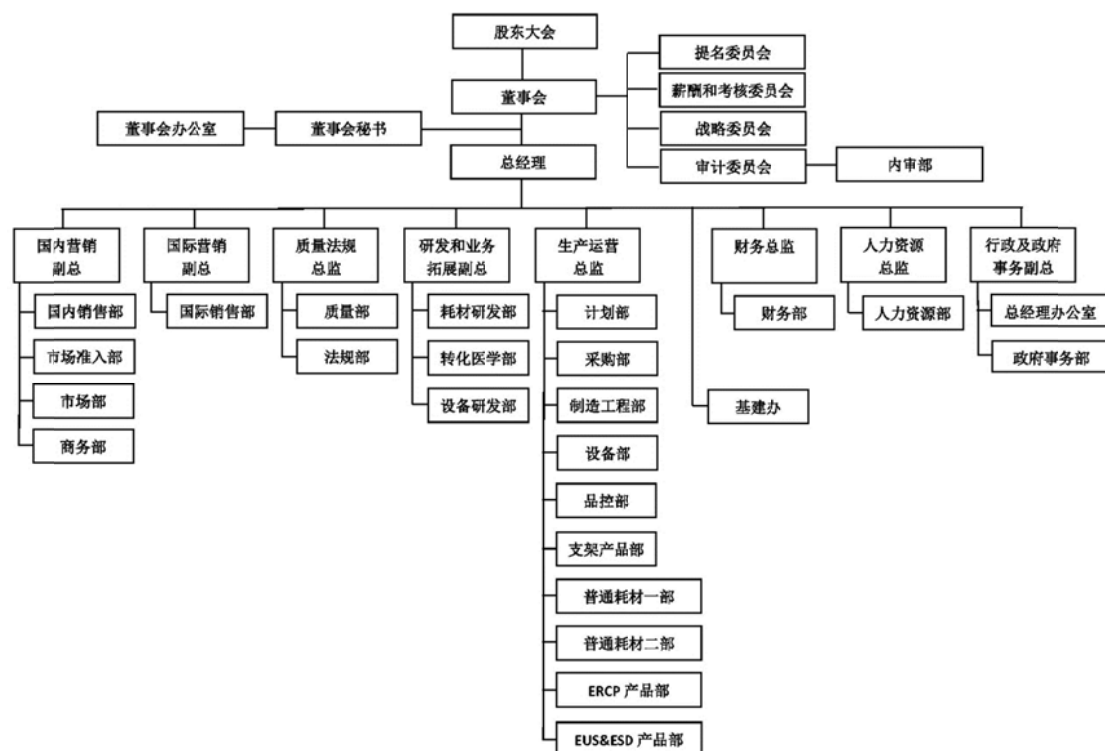 股东大会
提名委员会
薪酬和考核委员会
董事会
战略委员会
董事会办公室
董事会秘书
总经理
审计委员会
内审部
国内营销
副总
国际营销
副总
质量法规
总监
研发和业务
拓展副总
生产运营
总监
财务总监
人力资源
总监
行政及政府
事务副总
国内销售部
国际销售部
质量部
耗材研发部
计划部
财务部
人力资源部
总经理办公室
市场准入部
法规部
转化医学部
采购部
政府事务部
市场部
设备研发部
制造工程部
基建办
商务部
设备部
品控部
支架产品部
普通耗材一部
普通耗材二部
ERCP 产品部
EUS&ESD 产品部